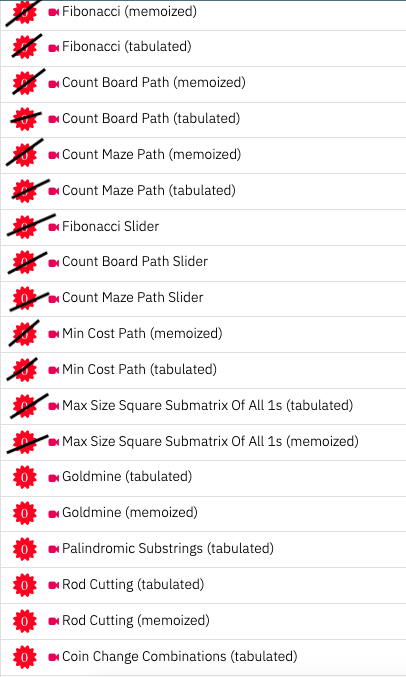 0 Fibonacci (memoized)
0 Fibonacci (tabulated)
0 Count Board Path (memoized)
0 Count Board Path (tabulated)
0 Count Maze Path (memoized)
0 Count Maze Path (tabulated)
0 Fibonacci Slider
0 Count Board Path Slider
0 Count Maze Path Slider
0 Min Cost Path (memoized)
0 Min Cost Path (tabulated)
0 Max Size Square Submatrix Of All 1s (tabulated)
0 Max Size Square Submatrix Of All 1s (memoized)
0 Goldmine (tabulated)
0 Goldmine (memoized)
0 Palindromic Substrings (tabulated)
0 Rod Cutting (tabulated)
0 Rod Cutting (memoized)
0 Coin Change Combinations (tabulated)